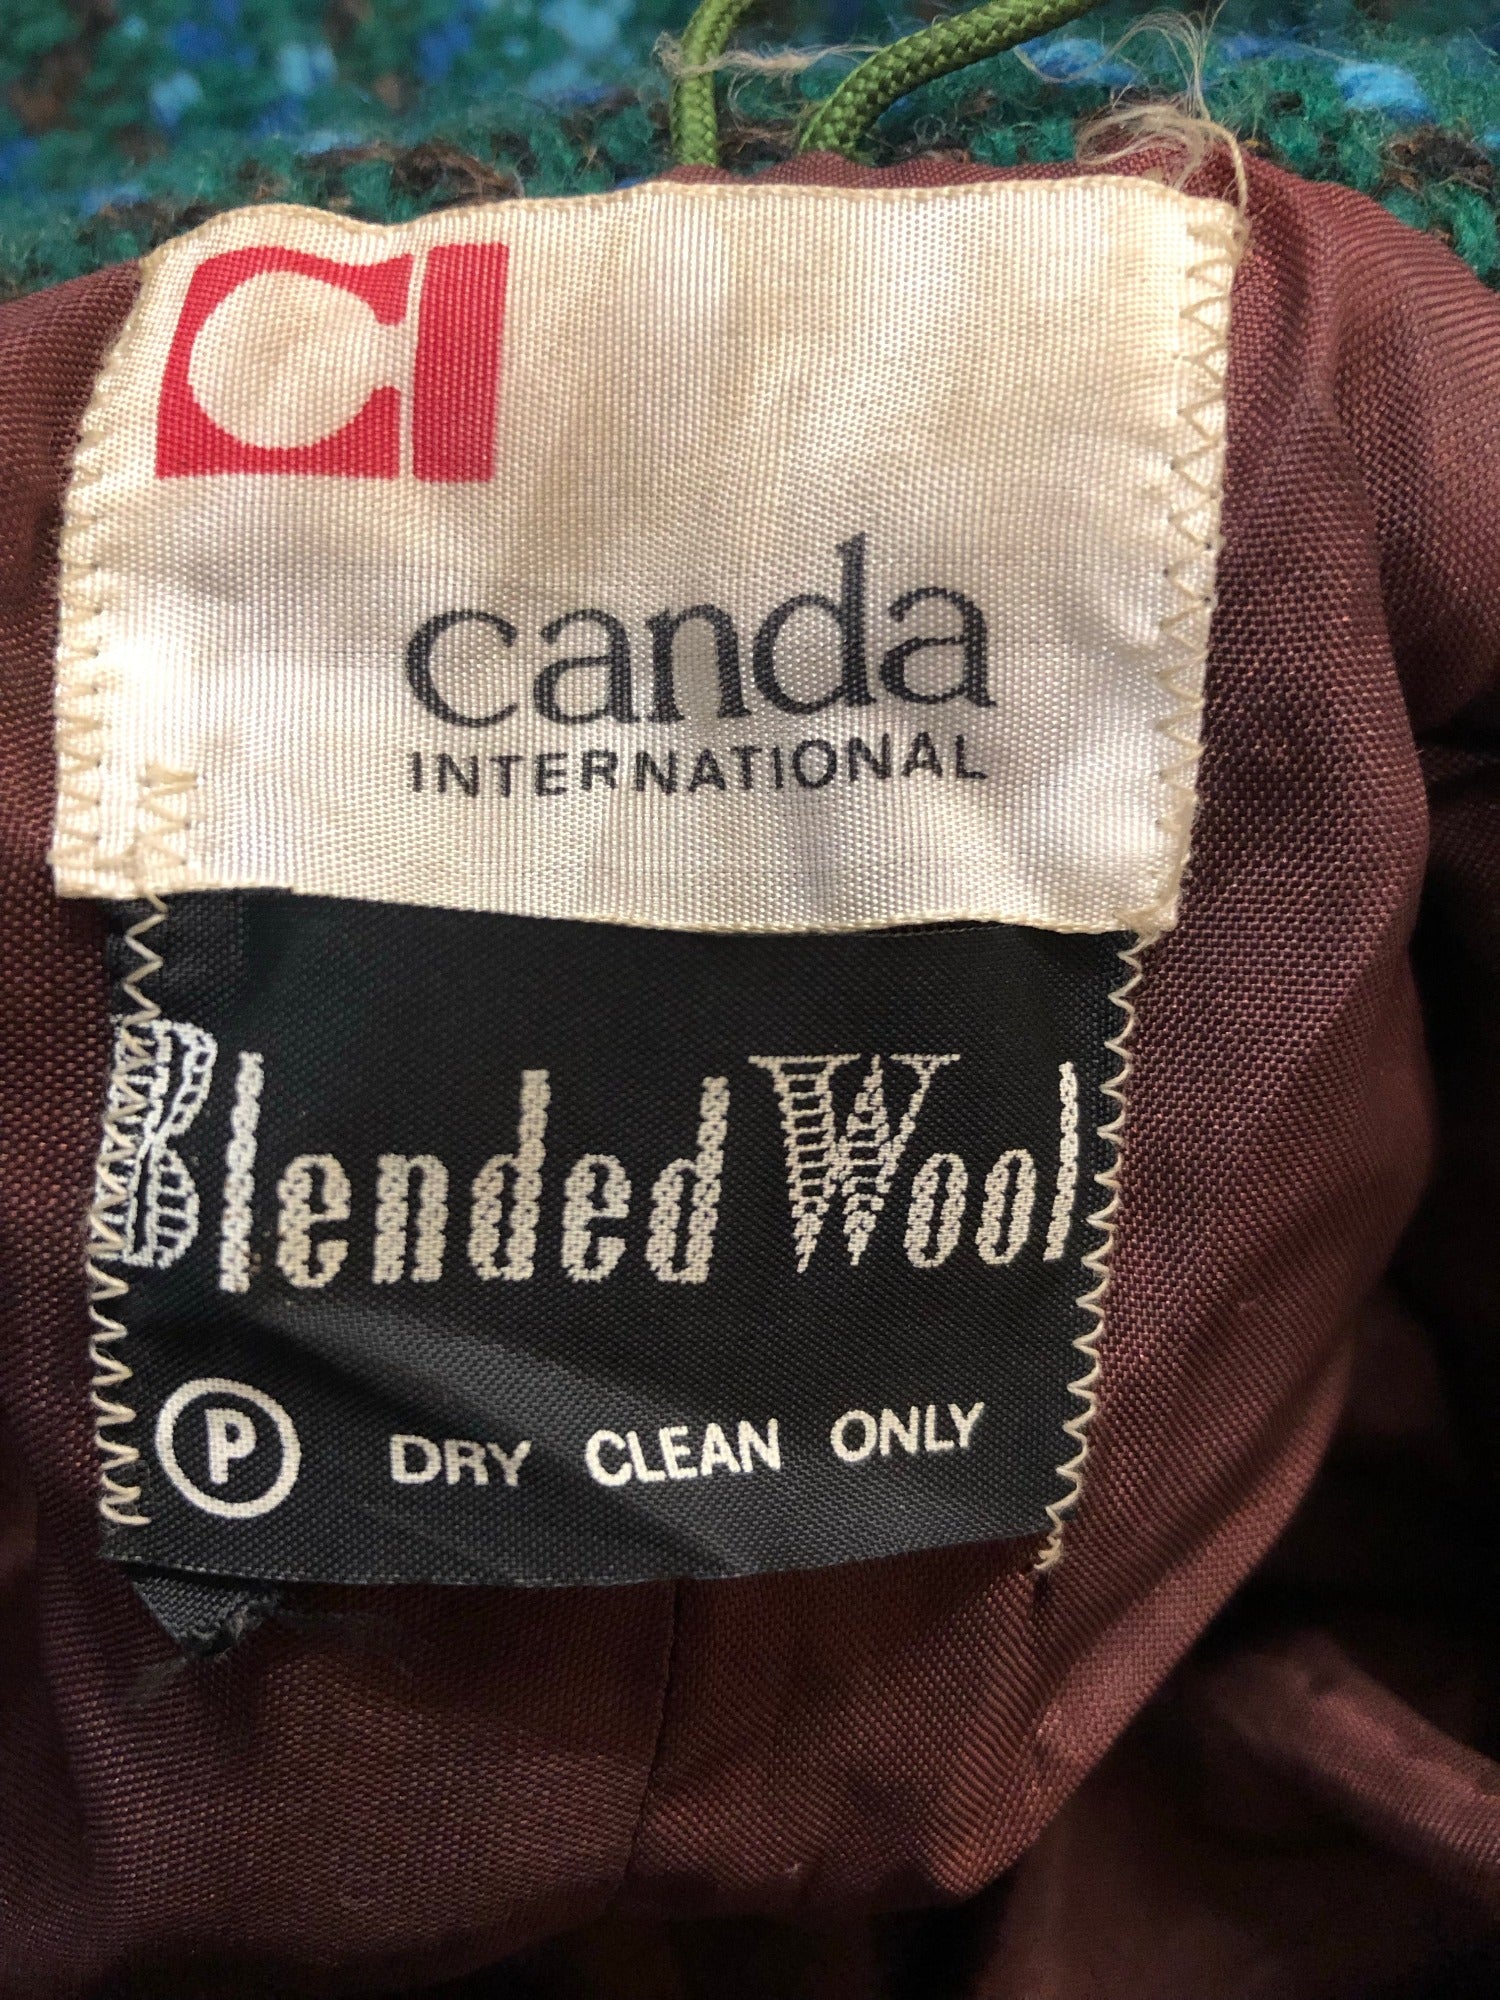 CI
canda
INTERNATIONAL
Blended Wool
P DRY CLEAN ONLY